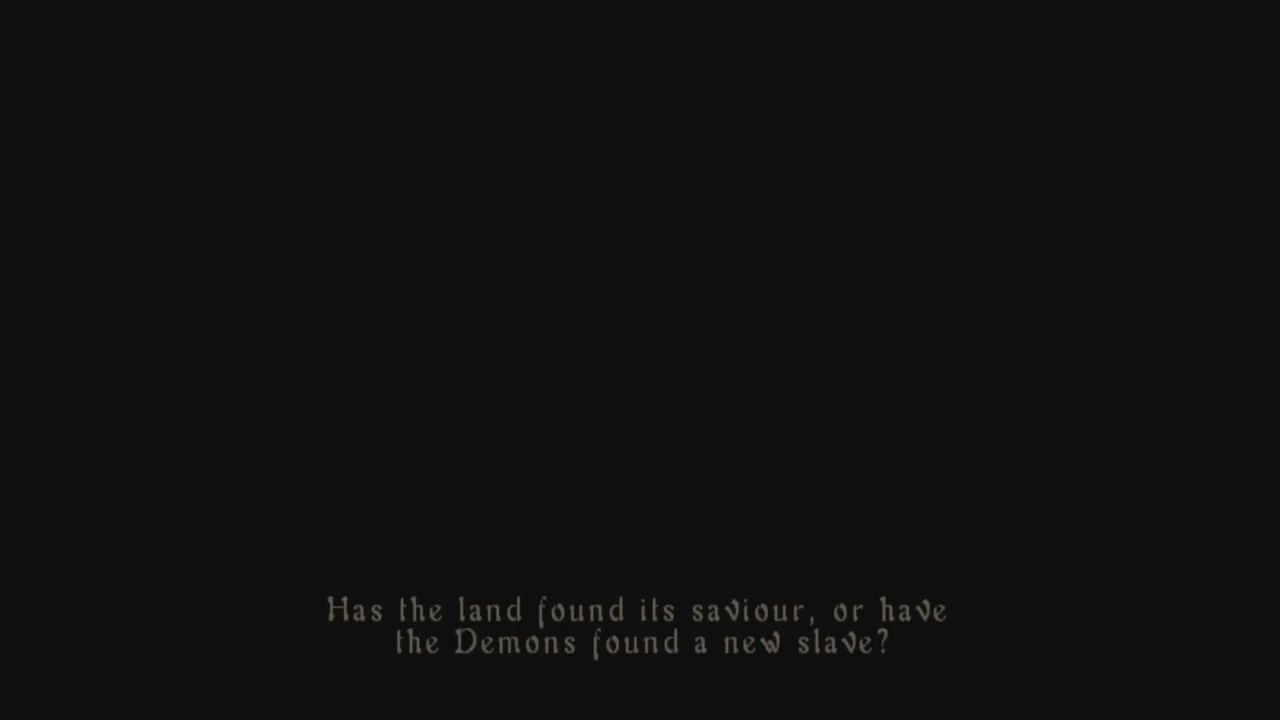 Has the land found its saviour, or have
the Demons found a new slave?